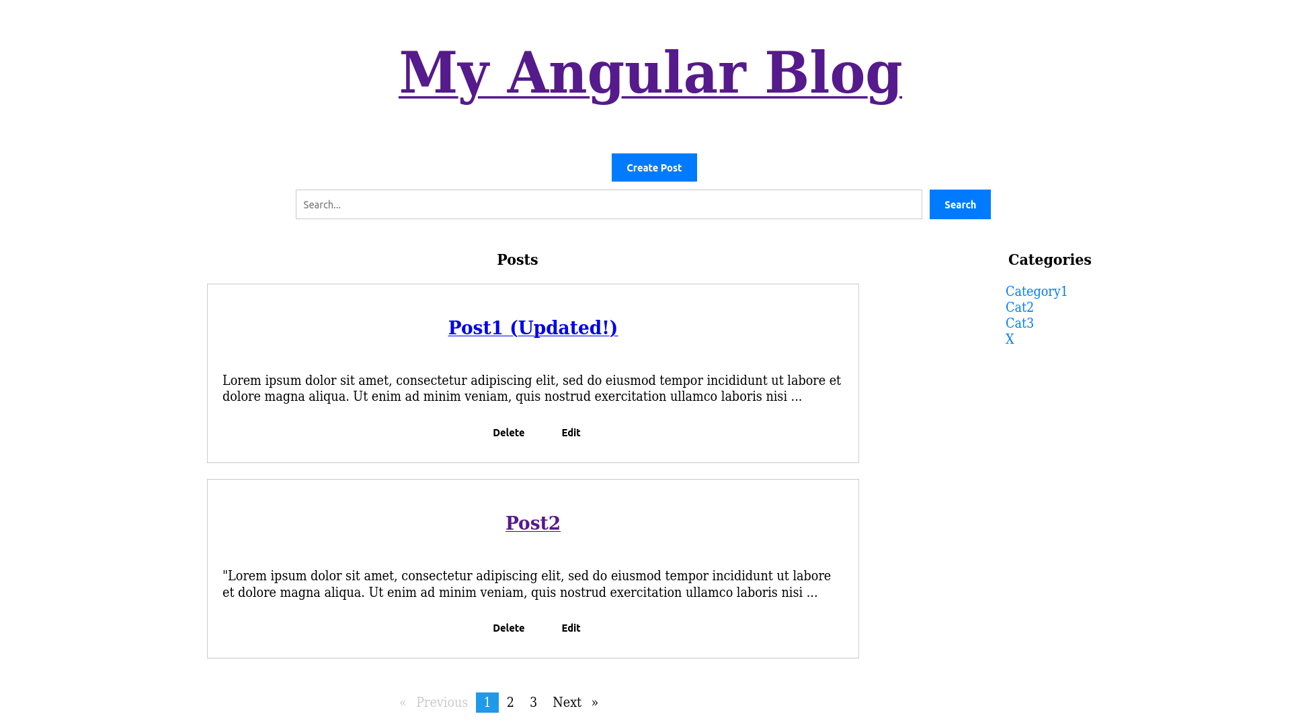 My Angular Blog
Create Post
Search...
Search
Posts
Post1 (Updated!)
Lorem ipsum dolor sit amet, consectetur adipiscing elit, sed do eiusmod tempor incididunt ut labore et
dolore magna aliqua. Ut enim ad minim veniam, quis nostrud exercitation ullamco laboris nisi ...
Delete Edit
Post2
"Lorem ipsum dolor sit amet, consectetur adipiscing elit, sed do eiusmod tempor incididunt ut labore
et dolore magna aliqua. Ut enim ad minim veniam, quis nostrud exercitation ullamco laboris nisi ...
Delete Edit
« Previous 1 2 3 Next »
Categories
Category1
Cat2
Cat3
X